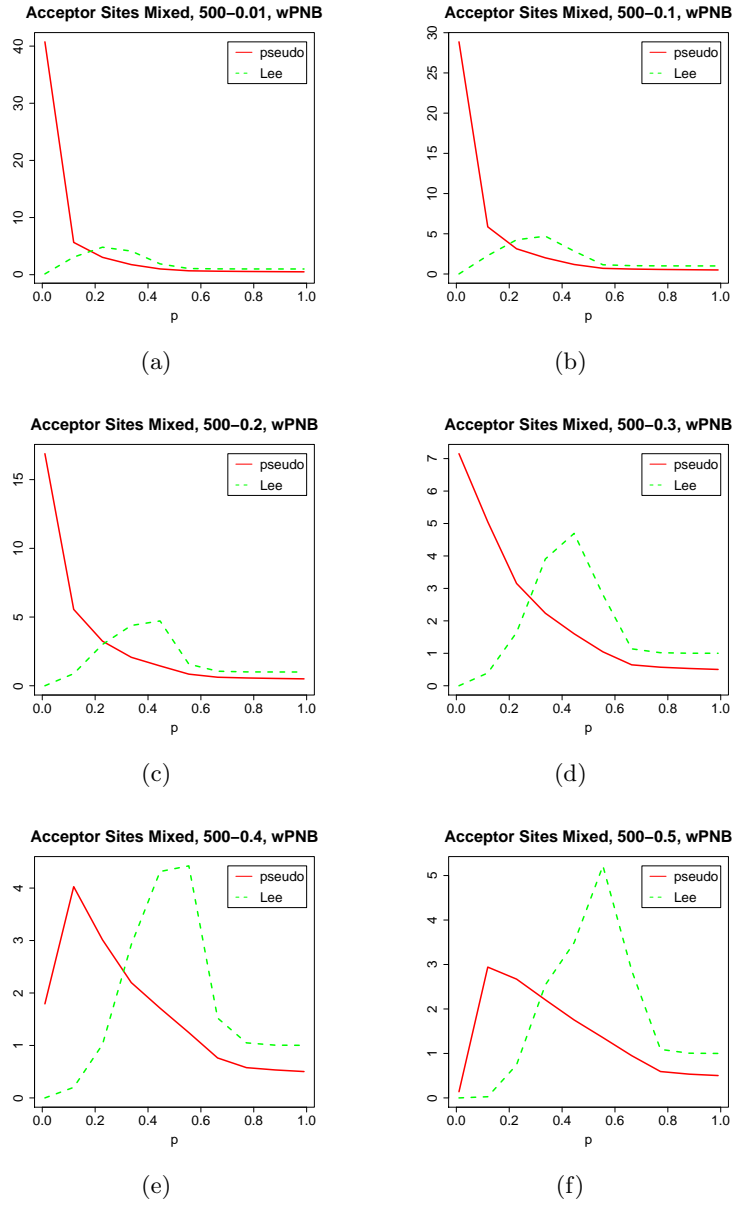 Acceptor Sites Mixed, 500−0.01, wPNB
pseudo
Lee
0 10 20 30 40
0.0 0.2 0.4 0.6 0.8 1.0
p
(a)
Acceptor Sites Mixed, 500−0.1, wPNB
pseudo
Lee
0 5 10 15 20 25 30
0.0 0.2 0.4 0.6 0.8 1.0
p
(b)
Acceptor Sites Mixed, 500−0.2, wPNB
pseudo
Lee
0 5 10 15
0.0 0.2 0.4 0.6 0.8 1.0
p
(c)
Acceptor Sites Mixed, 500−0.3, wPNB
pseudo
Lee
0 1 2 3 4 5 6 7
0.0 0.2 0.4 0.6 0.8 1.0
p
(d)
Acceptor Sites Mixed, 500−0.4, wPNB
pseudo
Lee
0 1 2 3 4
0.0 0.2 0.4 0.6 0.8 1.0
p
(e)
Acceptor Sites Mixed, 500−0.5, wPNB
pseudo
Lee
0 1 2 3 4 5
0.0 0.2 0.4 0.6 0.8 1.0
p
(f)